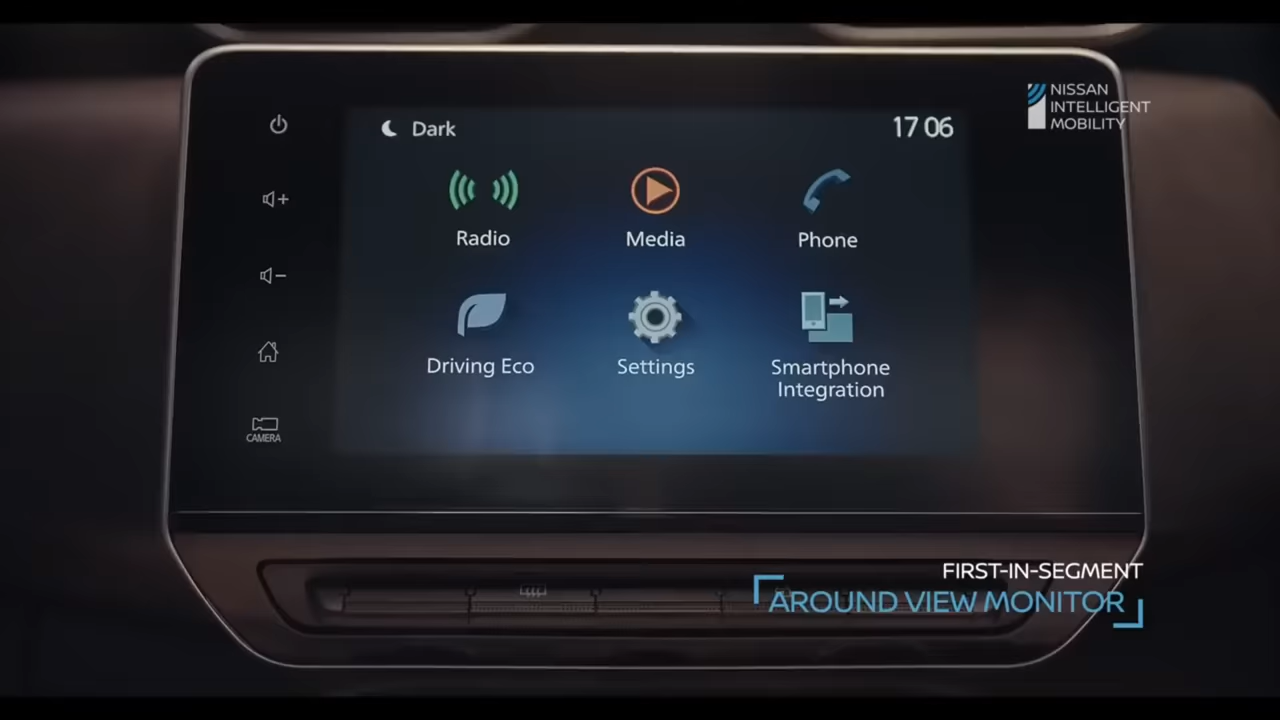 NISSAN
INTELLIGENT
MOBILITY
Dark
17 06
Radio
Media
Phone
Driving Eco
Settings
Smartphone
Integration
CAMERA
FIRST-IN-SEGMENT
AROUND VIEW MONITOR